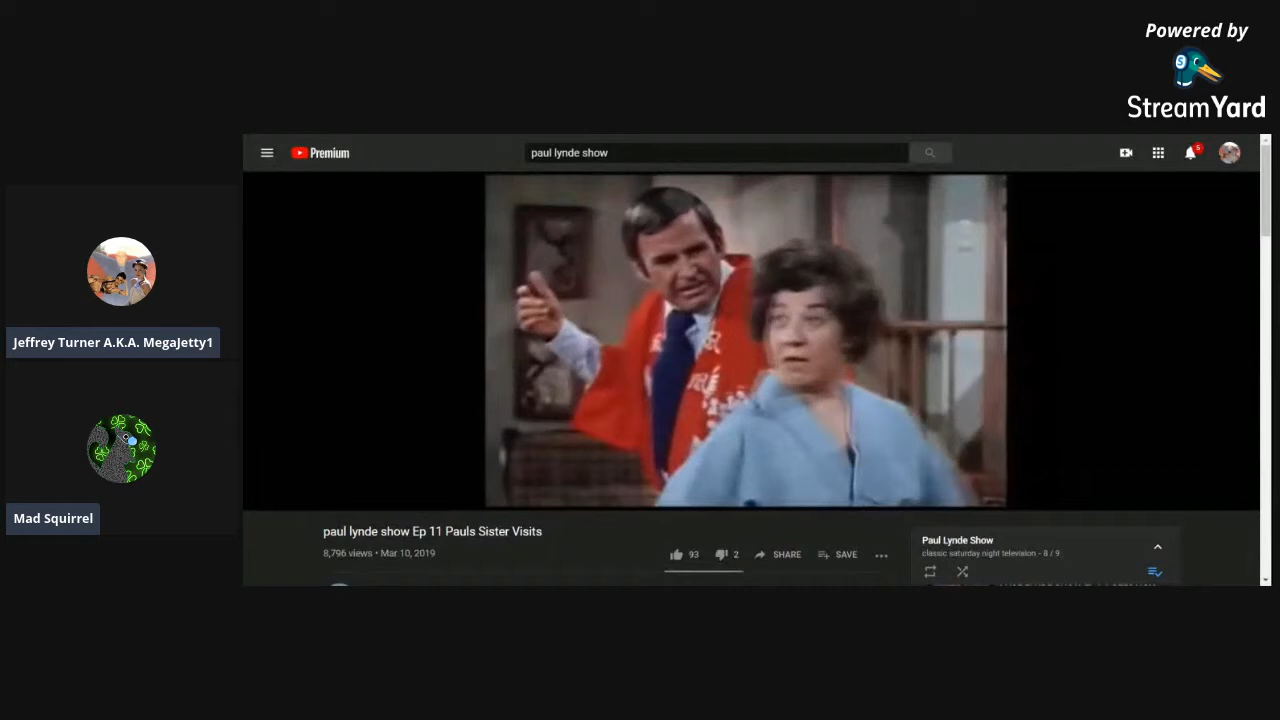 Powered by
StreamYard
Premium
paul lynde show
5
Jeffrey Turner A.K.A. MegaJetty1
Mad Squirrel
paul lynde show Ep 11 Pauls Sister Visits
8,796 views • Mar 10, 2019
93
2
SHARE
SAVE
Paul Lynde Show
classic saturday night television - 8 / 9